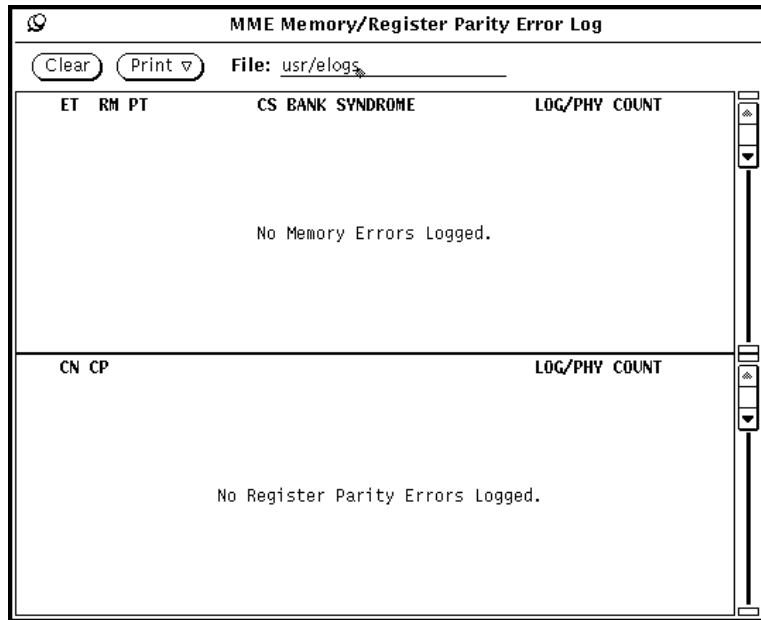 MME Memory/Register Parity Error Log
Clear Print File: usr/elogs
ET RM PT CS BANK SYNDROME LOG/PHY COUNT
No Memory Errors Logged.
CN CP LOG/PHY COUNT
No Register Parity Errors Logged.